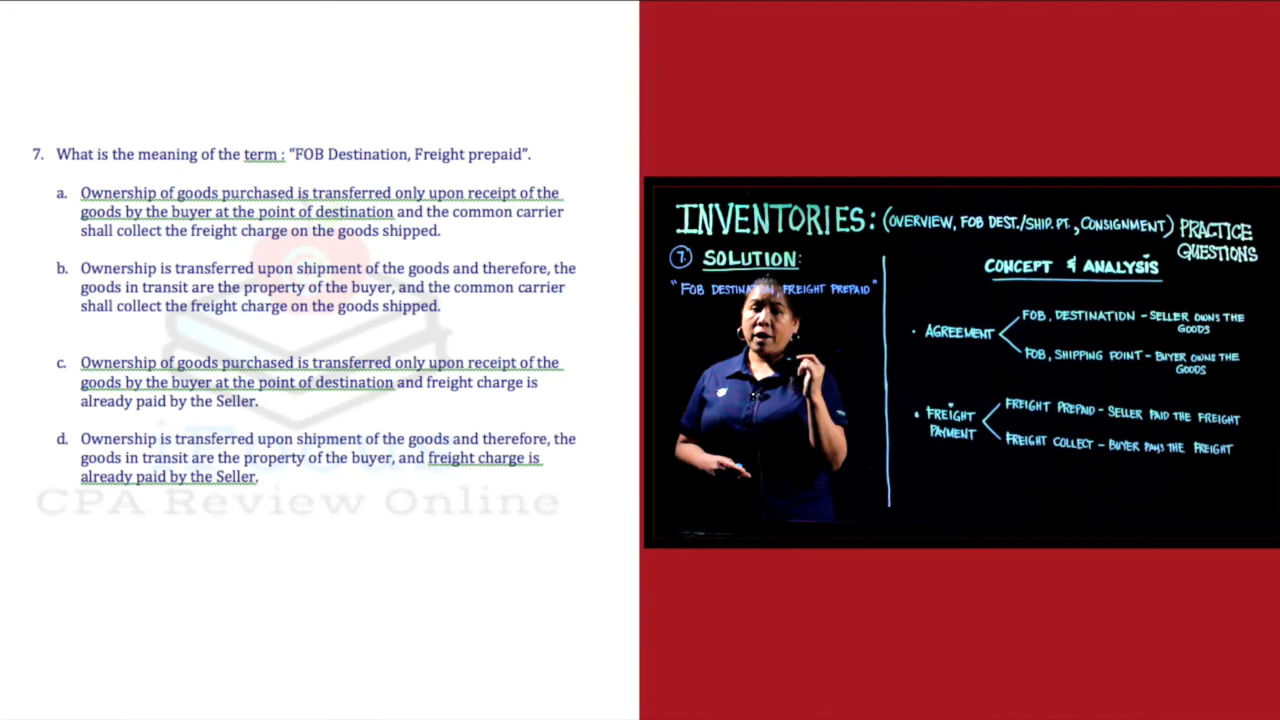 7. What is the meaning of the term : “FOB Destination, Freight prepaid”.
a. Ownership of goods purchased is transferred only upon receipt of the
goods by the buyer at the point of destination and the common carrier
shall collect the freight charge on the goods shipped.
b. Ownership is transferred upon shipment of the goods and therefore, the
goods in transit are the property of the buyer, and the common carrier
shall collect the freight charge on the goods shipped.
c. Ownership of goods purchased is transferred only upon receipt of the
goods by the buyer at the point of destination and freight charge is
already paid by the Seller.
d. Ownership is transferred upon shipment of the goods and therefore, the
goods in transit are the property of the buyer, and freight charge is
already paid by the Seller.
CPA Review Online
INVENTORIES: (OVERVIEW, FOB DEST./SHIP. PT., CONSIGNMENT) PRACTICE
QUESTIONS
7. SOLUTION:
"FOB DESTINATION, FREIGHT PREPAID"
CONCEPT & ANALYSIS
• AGREEMENT
FOB, DESTINATION - SELLER OWNS THE
GOODS
FOB, SHIPPING POINT - BUYER OWNS THE
GOODS
• FREIGHT
PAYMENT
FREIGHT PREPAID - SELLER PAID THE FREIGHT
FREIGHT COLLECT - BUYER PAYS THE FREIGHT